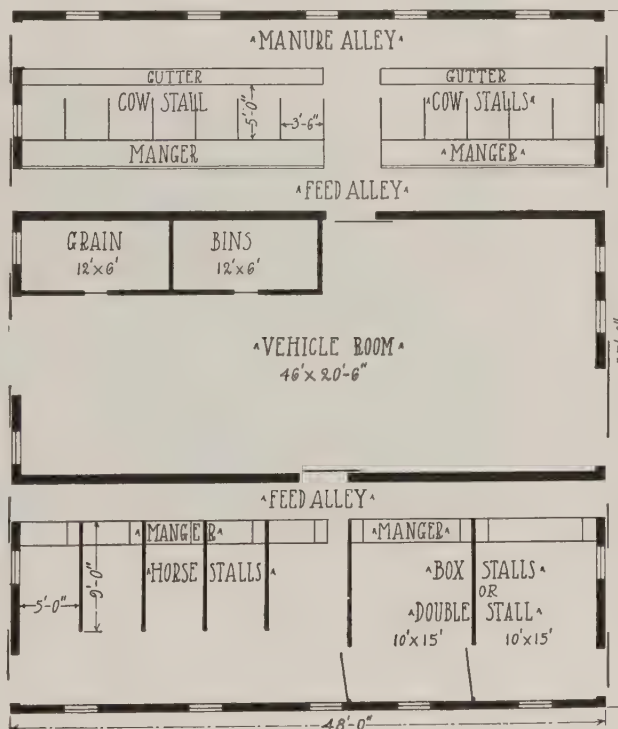 MANURE ALLEY
GUTTER GUTTER
COW STALL 5'-0" 3'-6" COW STALLS
MANGER MANGER
FEED ALLEY
GRAIN BINS
12'x6' 12'x6'
VEHICLE ROOM
46' x 20'-6"
FEED ALLEY
MANGER MANGER
HORSE STALLS BOX STALLS
5'-0" 9'-0" OR
DOUBLE STALL
10'x15' 10'x15'
48'-0"